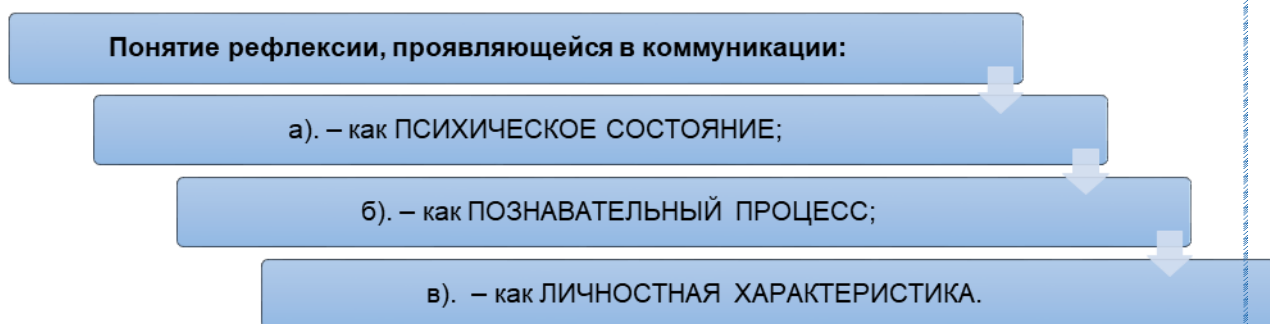 Понятие рефлексии, проявляющейся в коммуникации:
а). – как ПСИХИЧЕСКОЕ СОСТОЯНИЕ;
б). – как ПОЗНАВАТЕЛЬНЫЙ ПРОЦЕСС;
в). – как ЛИЧНОСТНАЯ ХАРАКТЕРИСТИКА.